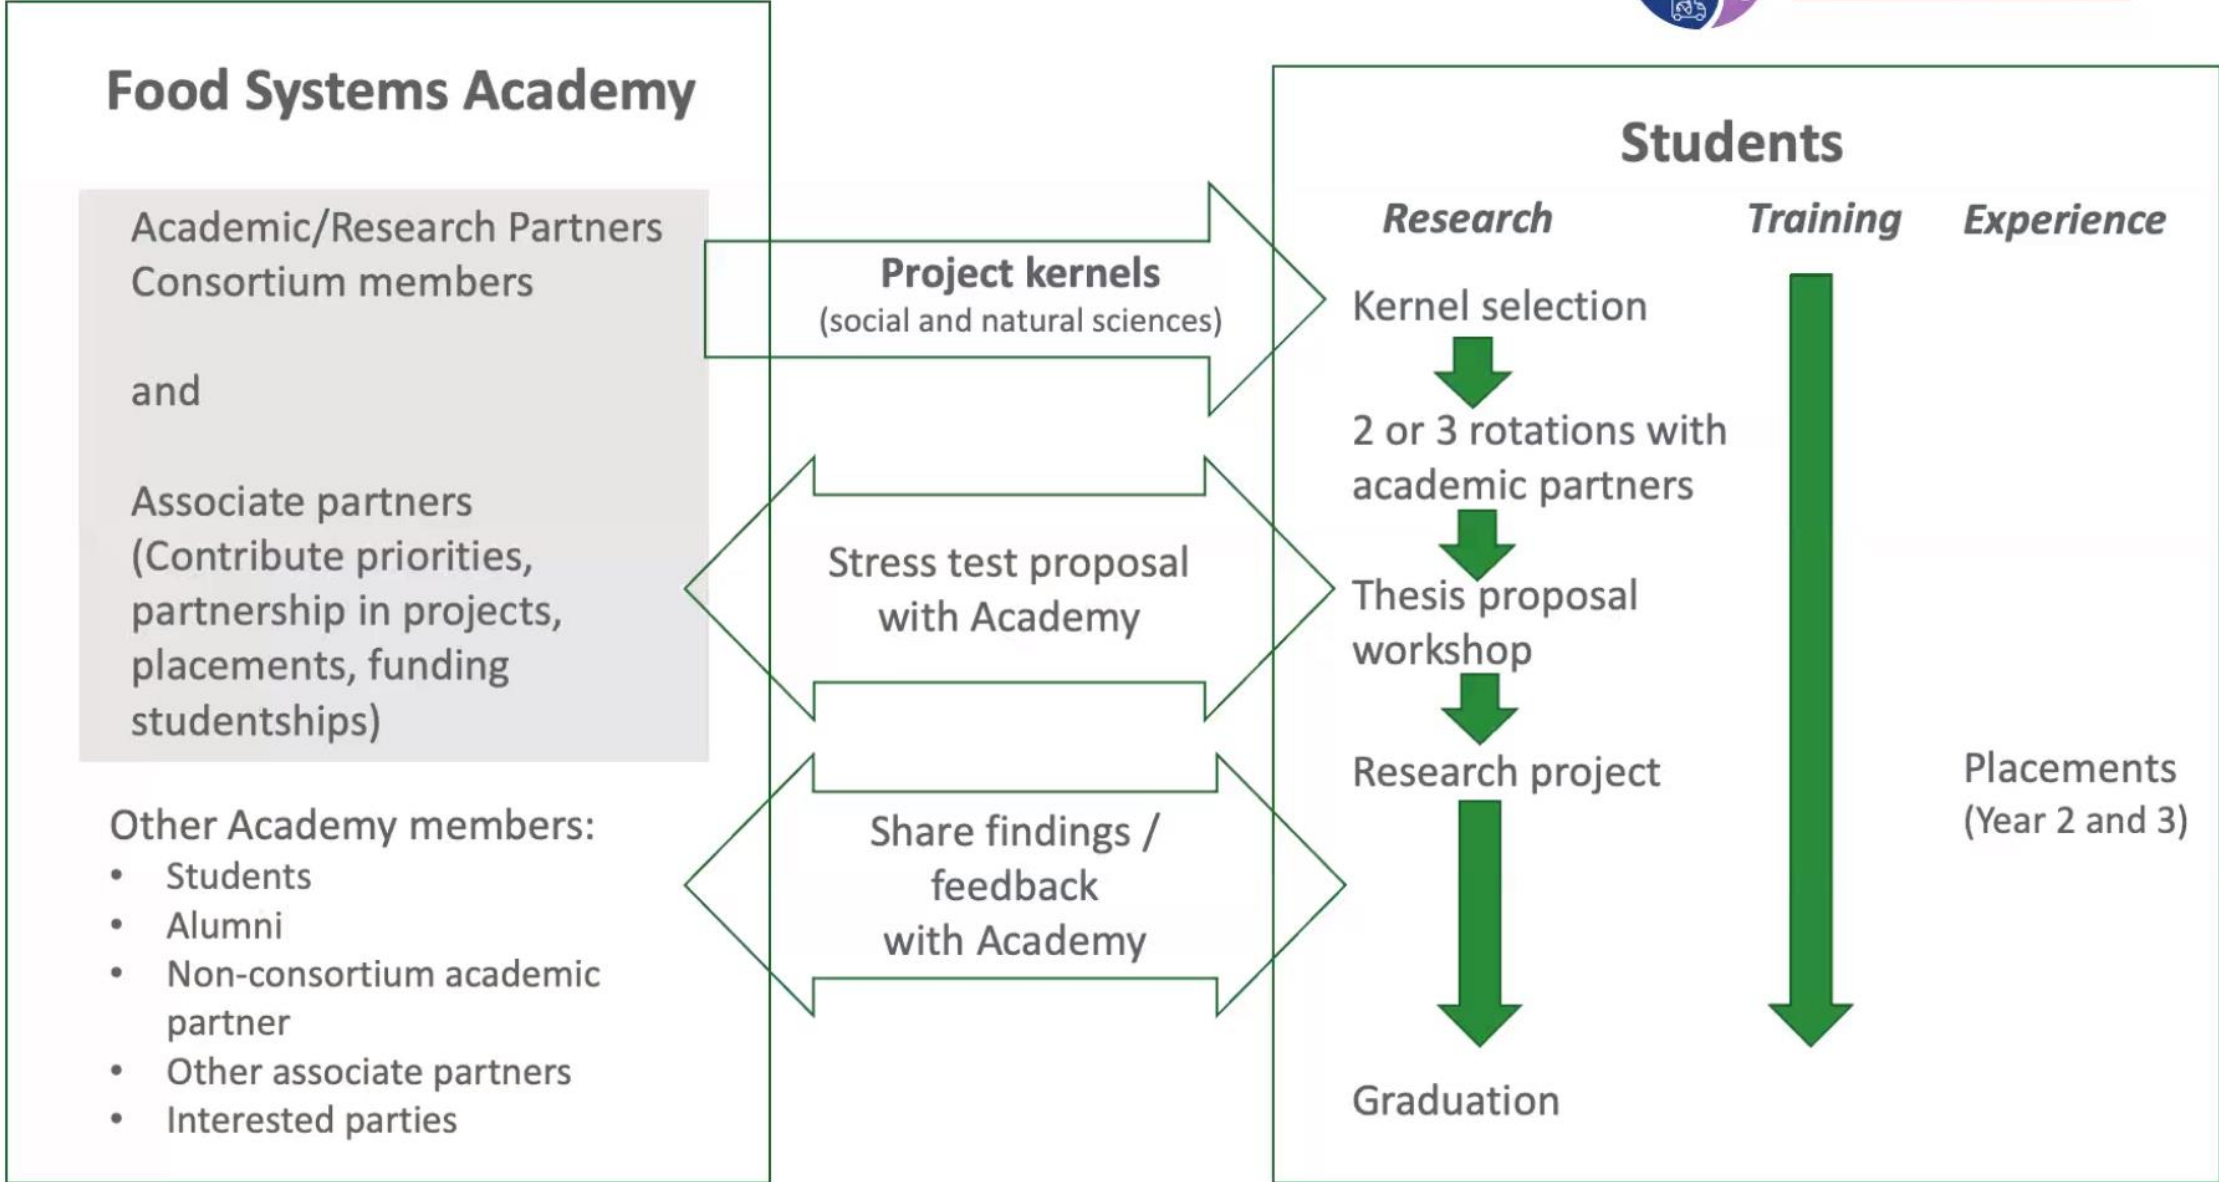 Food Systems Academy
Academic/Research Partners
Consortium members
and
Associate partners
(Contribute priorities,
partnership in projects,
placements, funding
studentships)
Other Academy members:
• Students
• Alumni
• Non-consortium academic
partner
• Other associate partners
• Interested parties
Project kernels
(social and natural sciences)
Stress test proposal
with Academy
Share findings /
feedback
with Academy
Students
Research Training Experience
Kernel selection
2 or 3 rotations with
academic partners
Thesis proposal
workshop
Research project
Graduation
Placements
(Year 2 and 3)